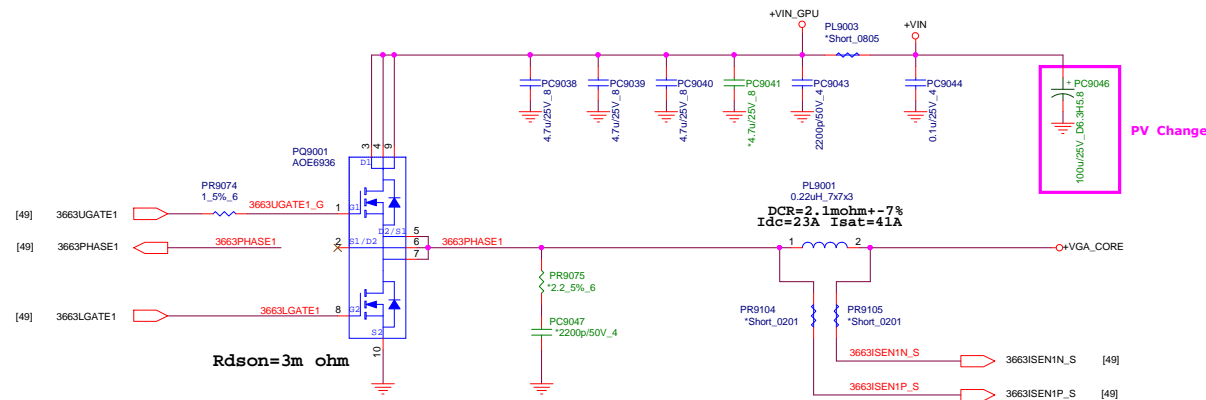 +VIN_GPU
PL9003
*Short_0805
+VIN
PC9038
4.7u/25V_8
PC9039
4.7u/25V_8
PC9040
4.7u/25V_8
PC9041
*4.7u/25V_8
PC9043
2200p/50V_4
PC9044
0.1u/25V_4
+ PC9046
100u/25V_D6.3H5.8
PV Change
PQ9001
AOE6936
3 4 9
D1
PR9074
1_5%_6
[49] 3663UGATE1
3663UGATE1_G
1
G1
[49] 3663PHASE1
3663PHASE1
2
S1/D2
D2/S1
5
6
7
3663PHASE1
[49] 3663LGATE1
3663LGATE1
8
G2
S2
10
Rdson=3m ohm
PL9001
0.22uH_7x7x3
DCR=2.1mohm+-7%
Idc=23A Isat=41A
1 2
+VGA_CORE
PR9075
*2.2_5%_6
PC9047
*2200p/50V_4
PR9104
*Short_0201
PR9105
*Short_0201
3663ISEN1N_S
3663ISEN1N_S [49]
3663ISEN1P_S
3663ISEN1P_S [49]